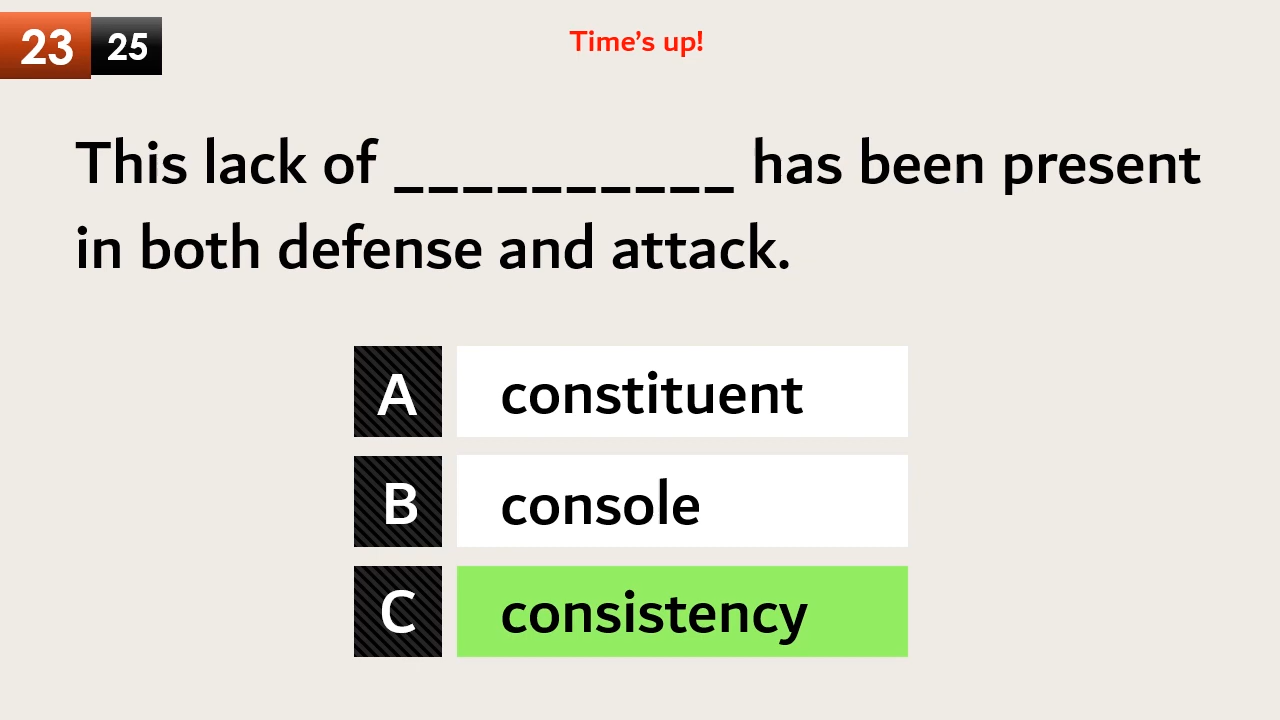 23 25
Time's up!
This lack of __________ has been present
in both defense and attack.
A constituent
B console
C consistency